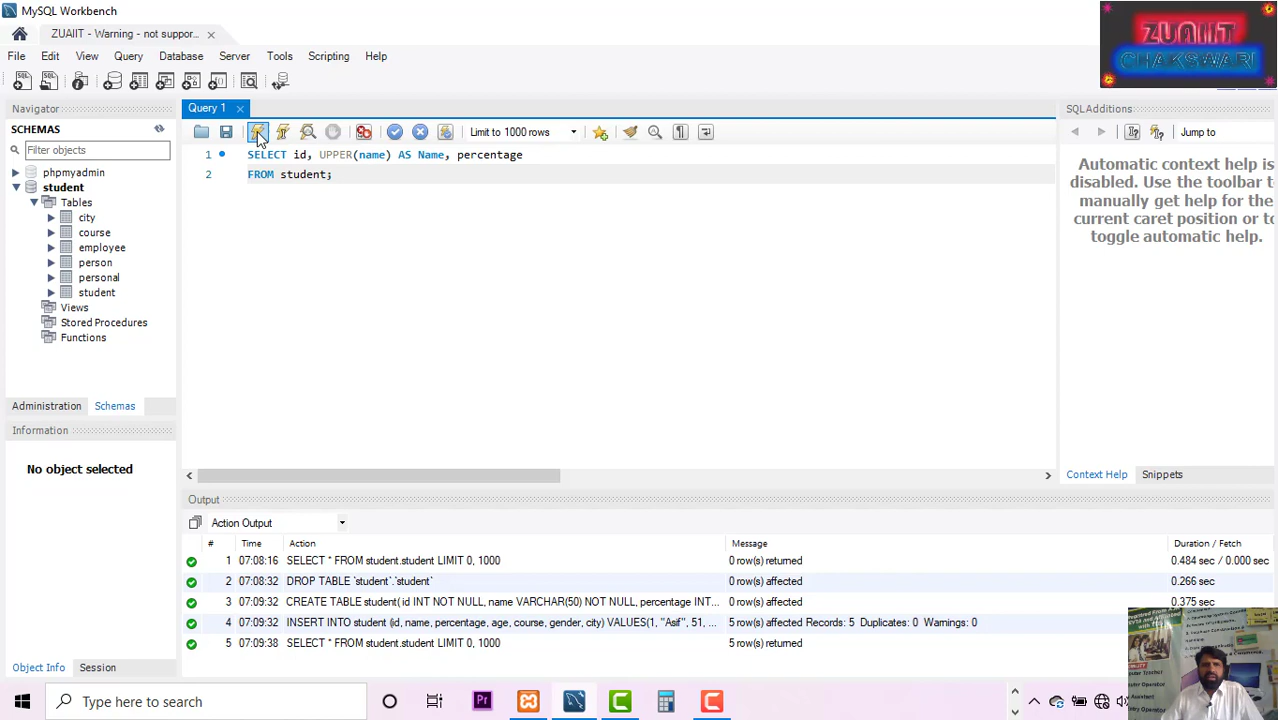 MySQL Workbench
ZUAIIT - Warning - not suppor...
File Edit View Query Database Server Tools Scripting Help
ZUAIIT
CHAKSWARI
Navigator
SCHEMAS
Filter objects
phpmyadmin
student
Tables
city
course
employee
person
personal
student
Views
Stored Procedures
Functions
Administration Schemas
Information
No object selected
Object Info Session
Query 1
Limit to 1000 rows
1 SELECT id, UPPER(name) AS Name, percentage
2 FROM student;
SQLAdditions
Jump to
Automatic context help is
disabled. Use the toolbar to
manually get help for the
current caret position or to
toggle automatic help.
Context Help Snippets
Output
Action Output
# Time Action Message Duration / Fetch
1 07:08:16 SELECT * FROM student.student LIMIT 0, 1000 0 row(s) returned 0.484 sec / 0.000 sec
2 07:08:32 DROP TABLE `student`.`student` 0 row(s) affected 0.266 sec
3 07:09:32 CREATE TABLE student( id INT NOT NULL, name VARCHAR(50) NOT NULL, percentage INT... 0 row(s) affected 0.375 sec
4 07:09:32 INSERT INTO student (id, name, percentage, age, course, gender, city) VALUES(1, "Asif", 51, ... 5 row(s) affected Records: 5 Duplicates: 0 Warnings: 0
5 07:09:38 SELECT * FROM student.student LIMIT 0, 1000 5 row(s) returned
Type here to search
Pr